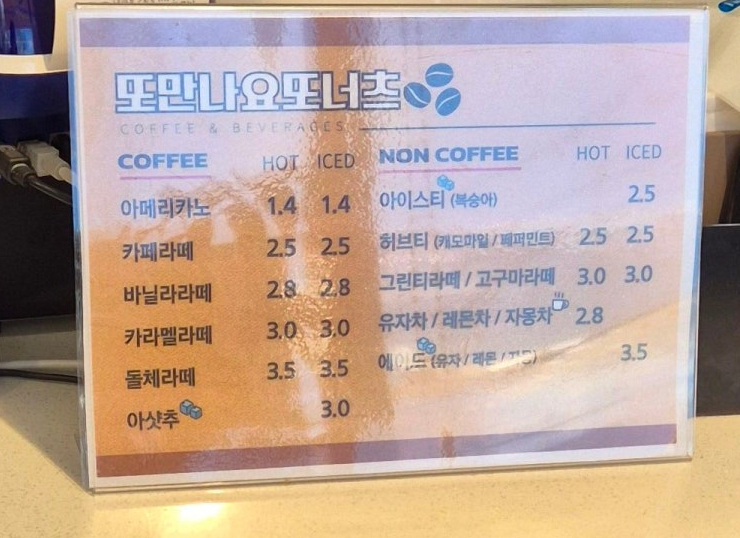 또만나요또너츠
COFFEE & BEVERAGES
COFFEE HOT ICED
아메리카노 1.4 1.4
카페라떼 2.5 2.5
바닐라라떼 2.8 2.8
카라멜라떼 3.0 3.0
돌체라떼 3.5 3.5
아샷추 3.0
NON COFFEE HOT ICED
아이스티 (복숭아) 2.5
허브티 (캐모마일 / 페퍼민트) 2.5 2.5
그린티라떼 / 고구마라떼 3.0 3.0
유자차 / 레몬차 / 자몽차 2.8
에이드 (유자 / 레몬 / 자몽) 3.5